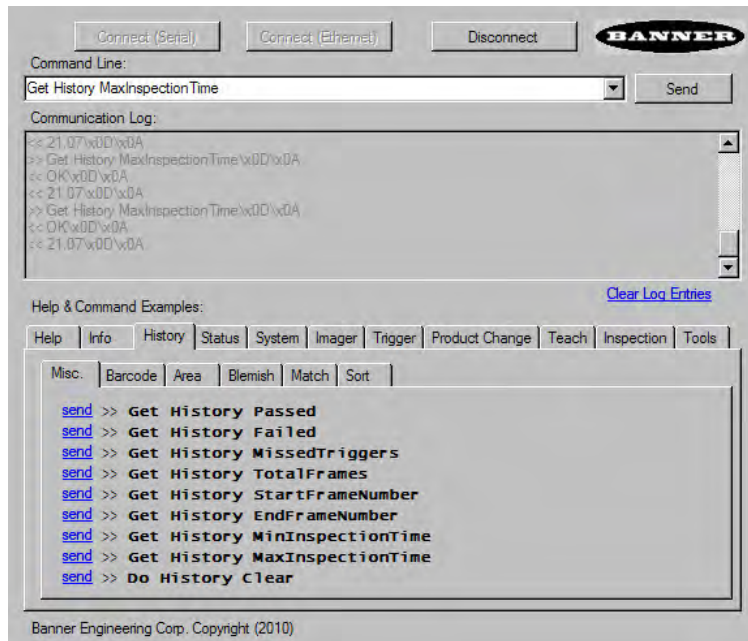 Connect (Serial) Connect (Ethernet) Disconnect BANNER
Command Line:
Get History MaxInspectionTime Send
Communication Log:
<< 21.07\x0D\x0A
>> Get History MaxInspectionTime\x0D\x0A
<< OK\x0D\x0A
<< 21.07\x0D\x0A
>> Get History MaxInspectionTime\x0D\x0A
<< OK\x0D\x0A
<< 21.07\x0D\x0A
Clear Log Entries
Help & Command Examples:
Help Info History Status System Imager Trigger Product Change Teach Inspection Tools
Misc. Barcode Area Blemish Match Sort
send >> Get History Passed
send >> Get History Failed
send >> Get History MissedTriggers
send >> Get History TotalFrames
send >> Get History StartFrameNumber
send >> Get History EndFrameNumber
send >> Get History MinInspectionTime
send >> Get History MaxInspectionTime
send >> Do History Clear
Banner Engineering Corp. Copyright (2010)